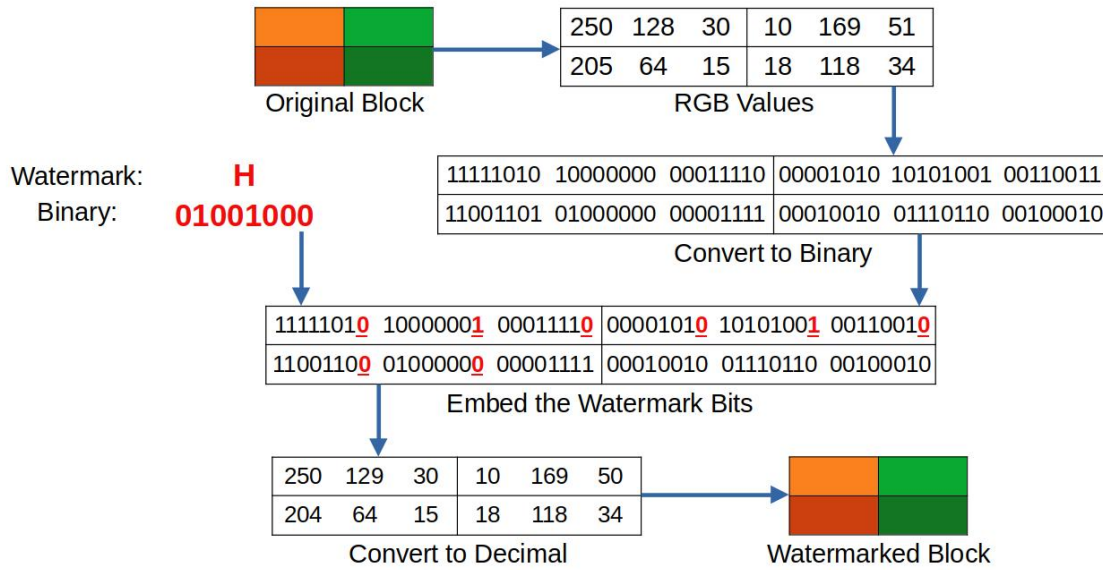 250 128 30 10 169 51
205 64 15 18 118 34
Original Block
RGB Values
Watermark: H
Binary: 01001000
11111010 10000000 00011110 00001010 10101001 00110011
11001101 01000000 00001111 00010010 01110110 00100010
Convert to Binary
11111010 10000001 00011110 00001010 10101001 00110010
11001100 01000000 00001111 00010010 01110110 00100010
Embed the Watermark Bits
250 129 30 10 169 50
204 64 15 18 118 34
Convert to Decimal
Watermarked Block